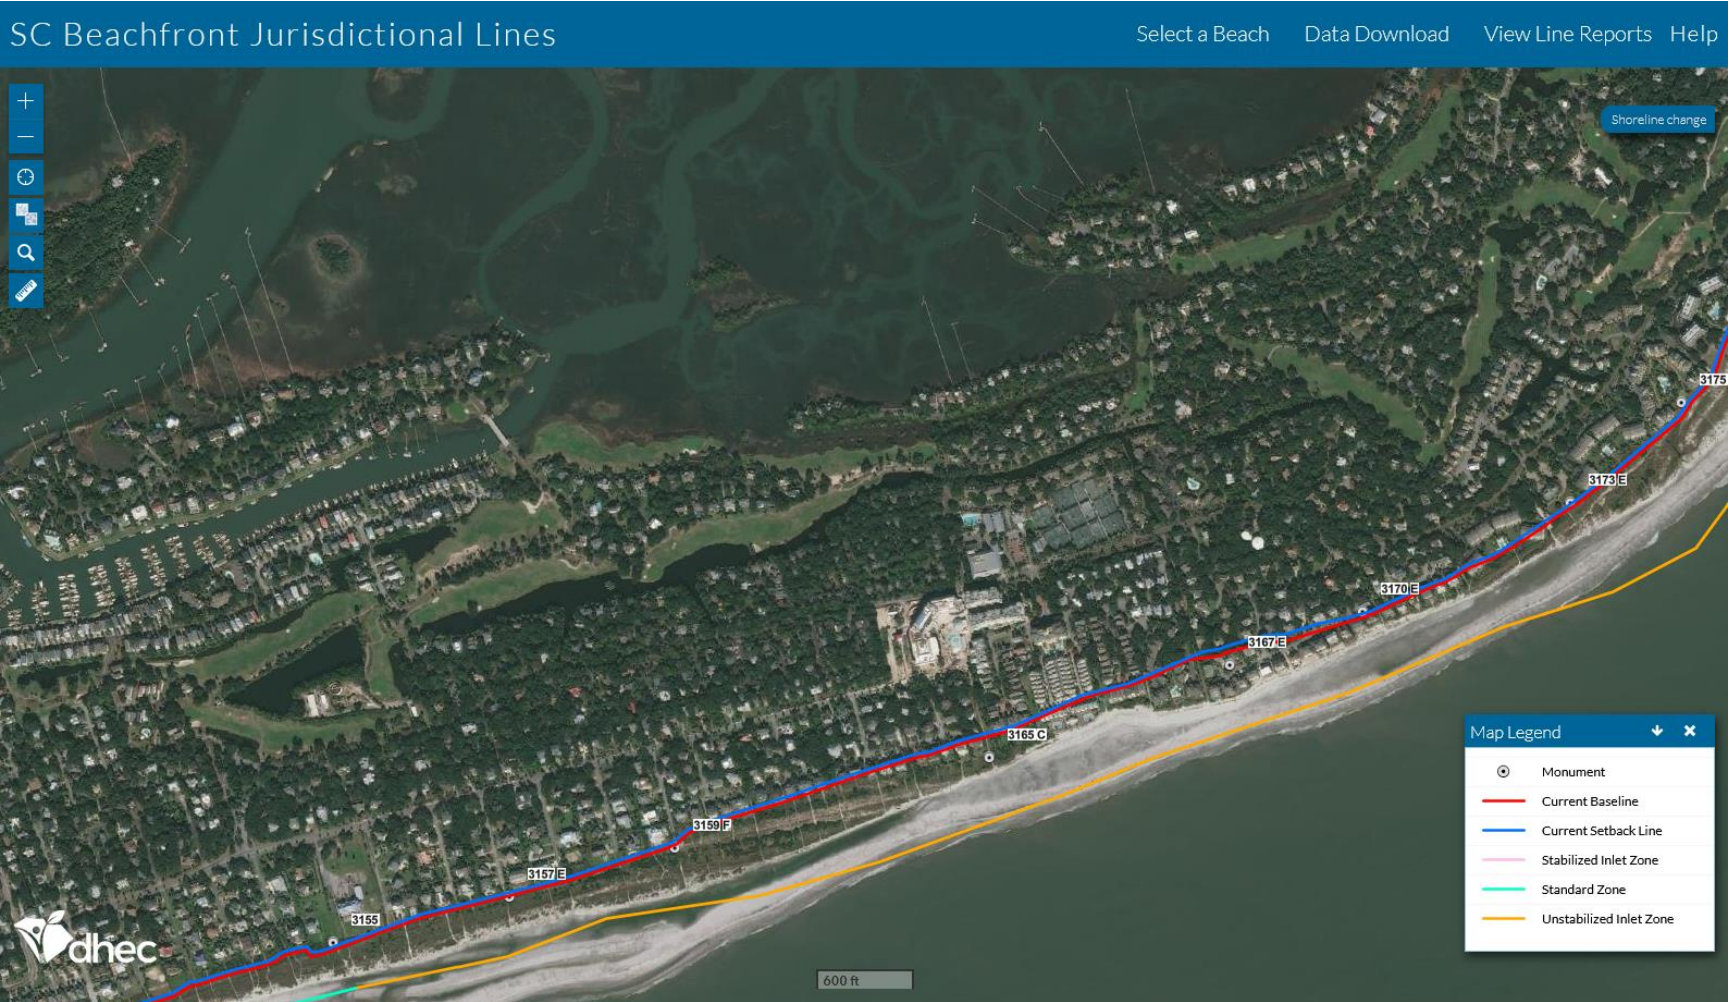 SC Beachfront Jurisdictional Lines
Select a Beach Data Download View Line Reports Help
Shoreline change
3175
3173 E
3170 E
3167 E
3165 C
3159 F
3157 E
3155
Map Legend
Monument
Current Baseline
Current Setback Line
Stabilized Inlet Zone
Standard Zone
Unstabilized Inlet Zone
dhec
600 ft